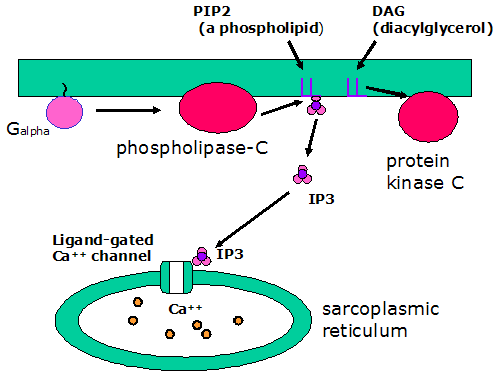 PIP2
(a phospholipid)
DAG
(diacylglycerol)
Galpha
phospholipase-C
protein
kinase C
IP3
Ligand-gated
Ca++ channel
IP3
Ca++
sarcoplasmic
reticulum